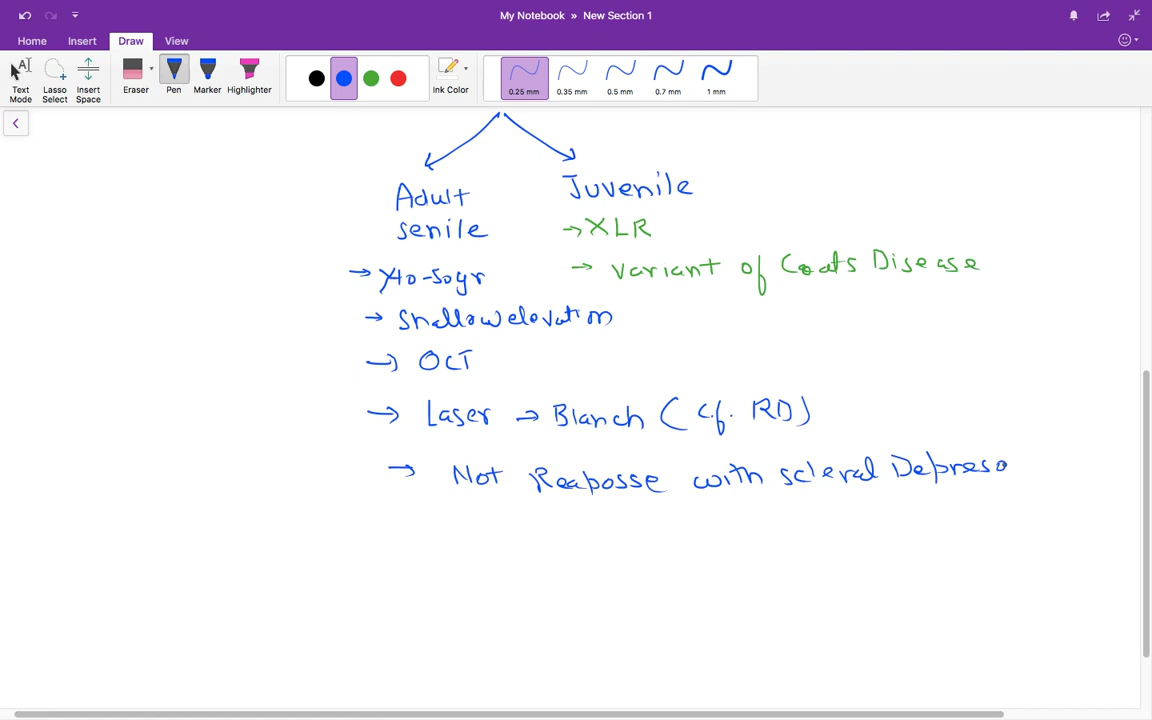 My Notebook » New Section 1
Home Insert Draw View
Text Mode
Lasso Select
Insert Space
Eraser
Pen
Marker
Highlighter
Ink Color
0.25 mm
0.35 mm
0.5 mm
0.7 mm
1 mm
Adult Juvenile
senile → XLR
→ 40-50yr → variant of Coats Disease
→ Shallow elevation
→ OCT
→ Laser → Blanch ( c.f. RD)
→ Not Reaposse with scleral Depreso